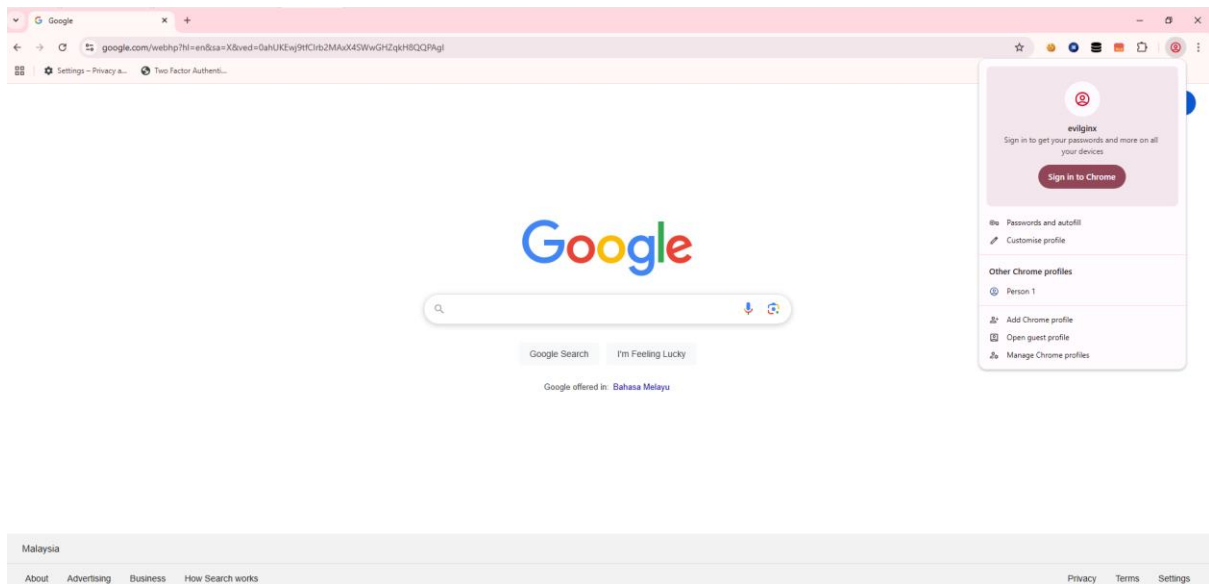 Google
google.com/webhp?hl=en&sa=X&ved=0ahUKEwj9tfCIrb2MAxX4SWwGHZqkH8QQPAgI
Settings – Privacy a...
Two Factor Authenti...
evilginx
Sign in to get your passwords and more on all
your devices
Sign in to Chrome
Passwords and autofill
Customise profile
Other Chrome profiles
Person 1
Add Chrome profile
Open guest profile
Manage Chrome profiles
Google
Google Search
I'm Feeling Lucky
Google offered in: Bahasa Melayu
Malaysia
About
Advertising
Business
How Search works
Privacy
Terms
Settings